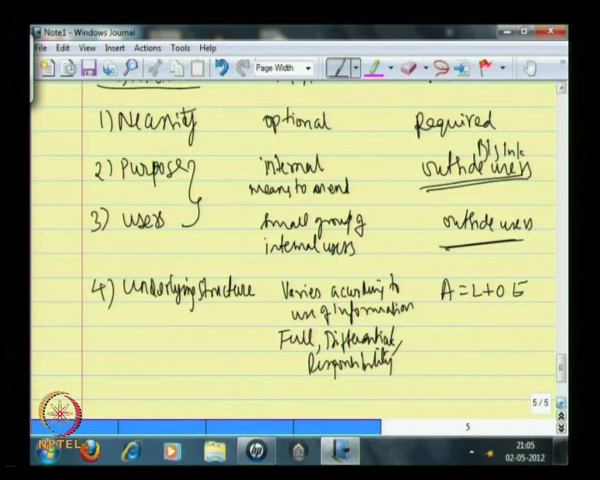 Note1 - Windows Journal
File Edit View Insert Actions Tools Help
Page Width
1) Necessity optional Required
2) Purpose internal means to an end outside users
3) Users Small group of internal users outside users
4) Underlying Structure Varies according to use of Information A = L + O E
Full, Differential,
Responsibility
5/5
5
NPTEL
21:05
02-05-2012